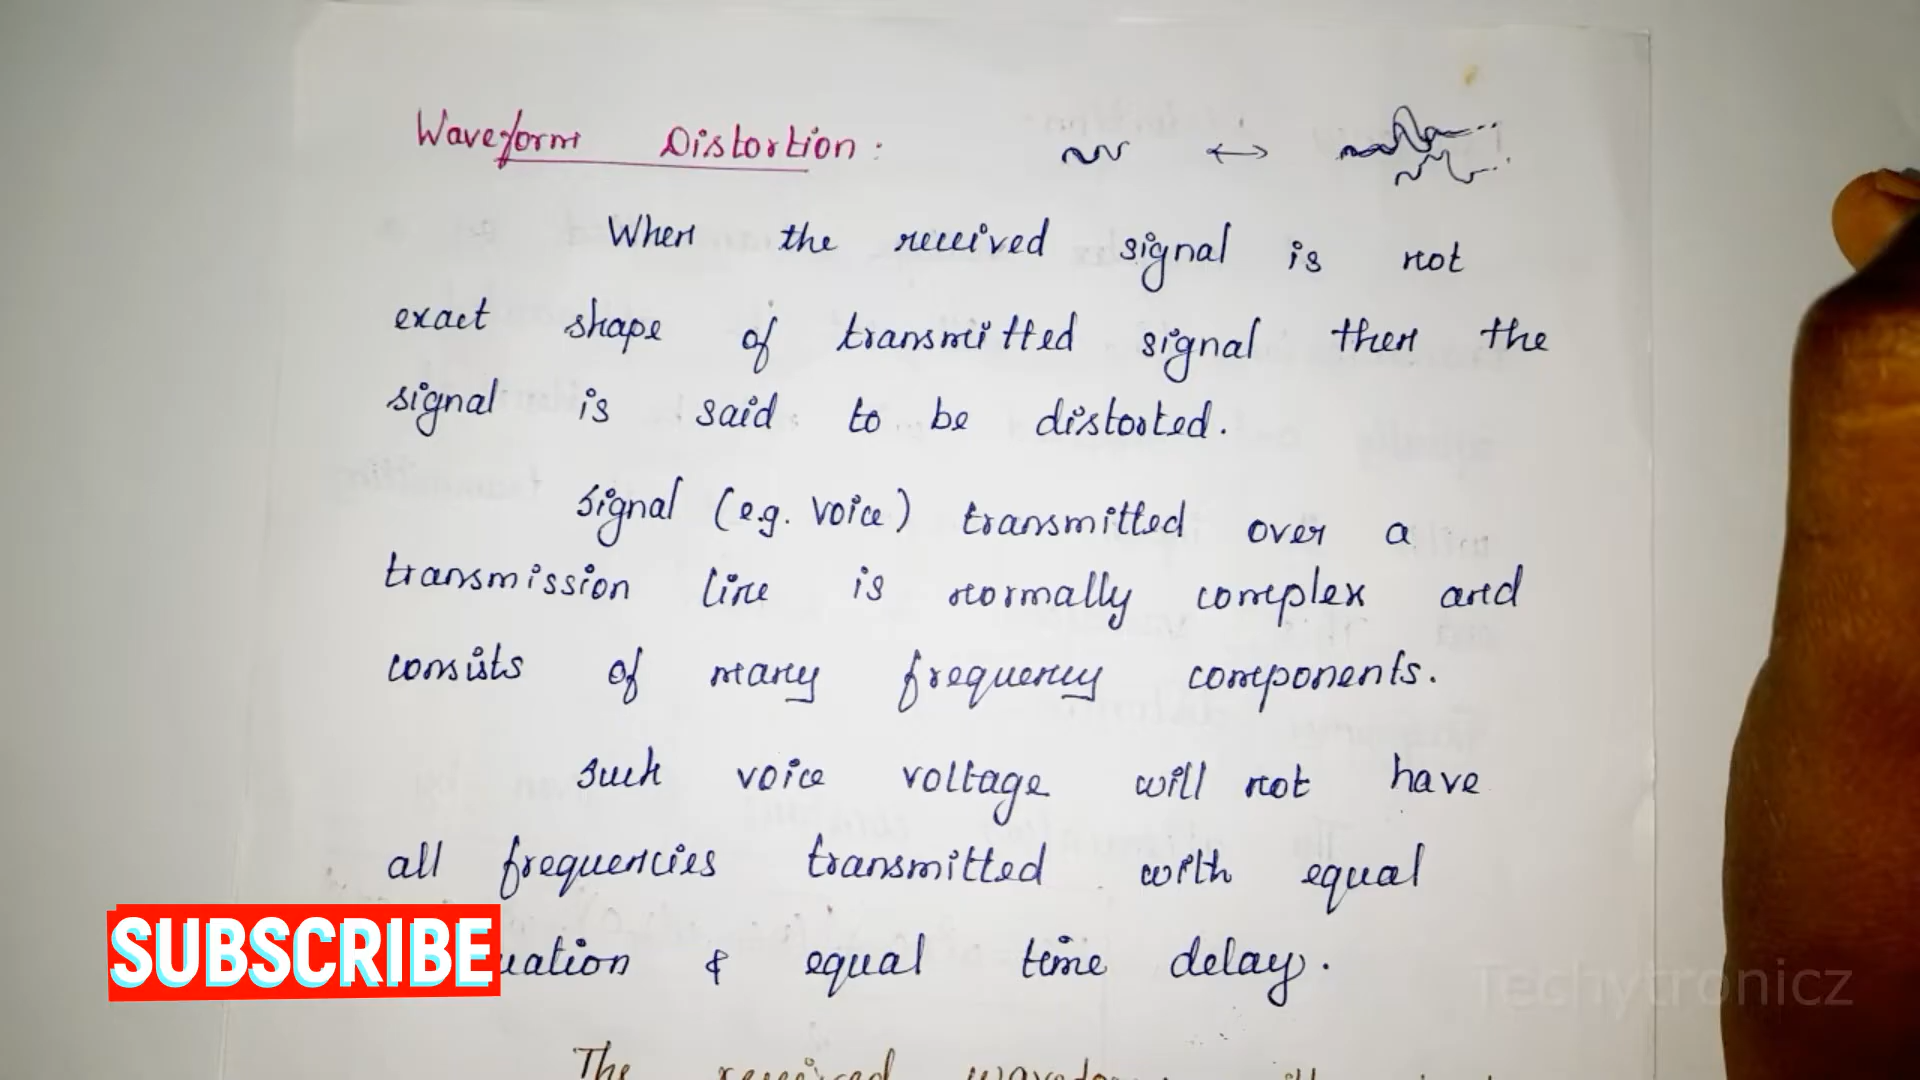 Waveform Distortion:
When the received signal is not
exact shape of transmitted signal then the
signal is said to be distorted.
Signal (e.g. Voice) transmitted over a
transmission line is normally complex and
consists of many frequency components.
Such voice voltage will not have
all frequencies transmitted with equal
SUBSCRIBE
uation & equal time delay.
Techytronicz
The received